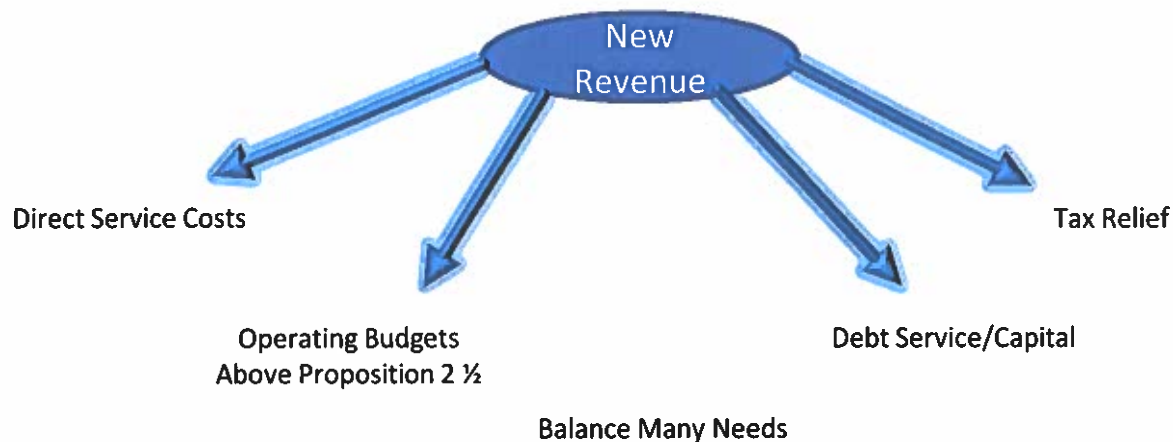 New
Revenue
Direct Service Costs
Tax Relief
Operating Budgets
Above Proposition 2 ½
Debt Service/Capital
Balance Many Needs